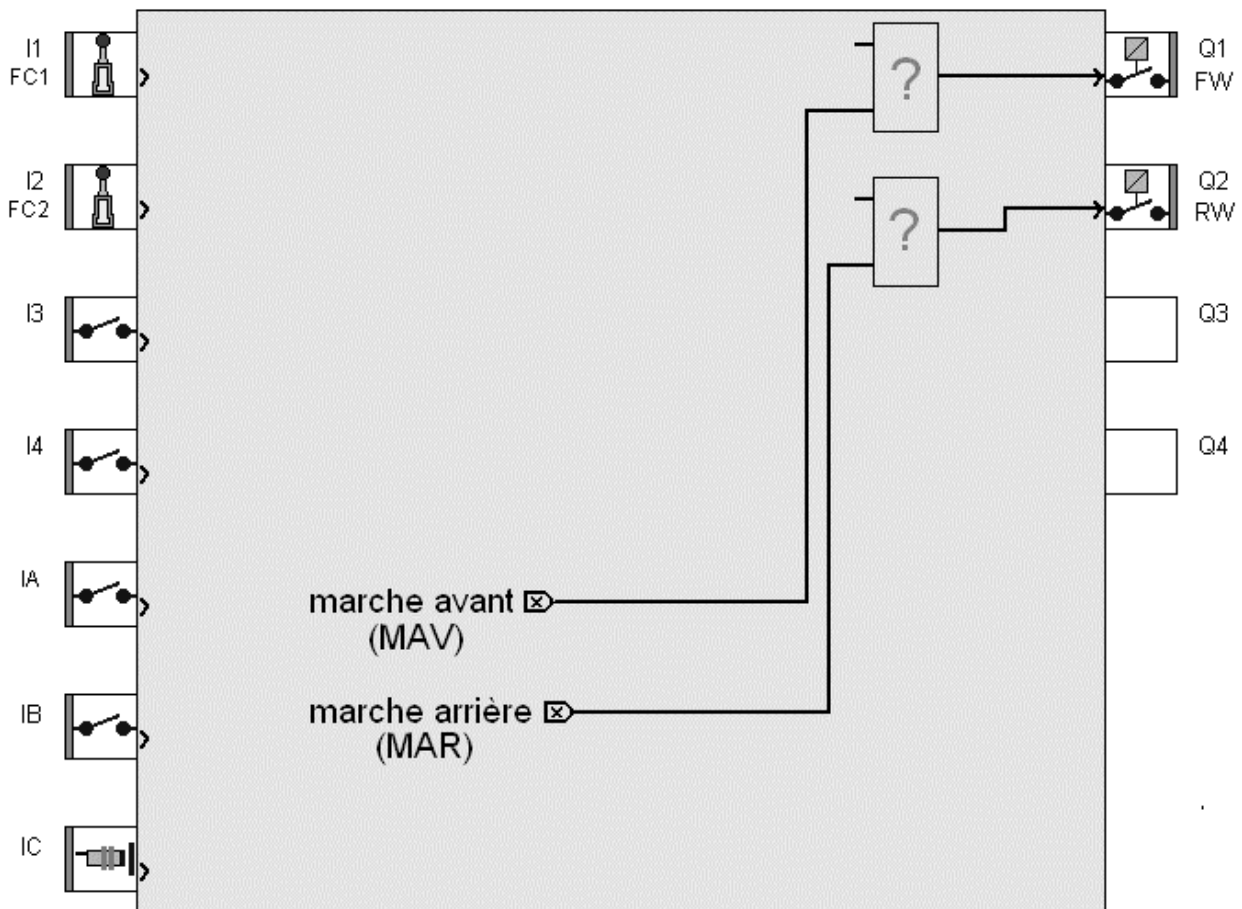 I1
FC1
I2
FC2
I3
I4
IA
IB
IC
?
?
marche avant
(MAV)
marche arrière
(MAR)
Q1
FW
Q2
RW
Q3
Q4